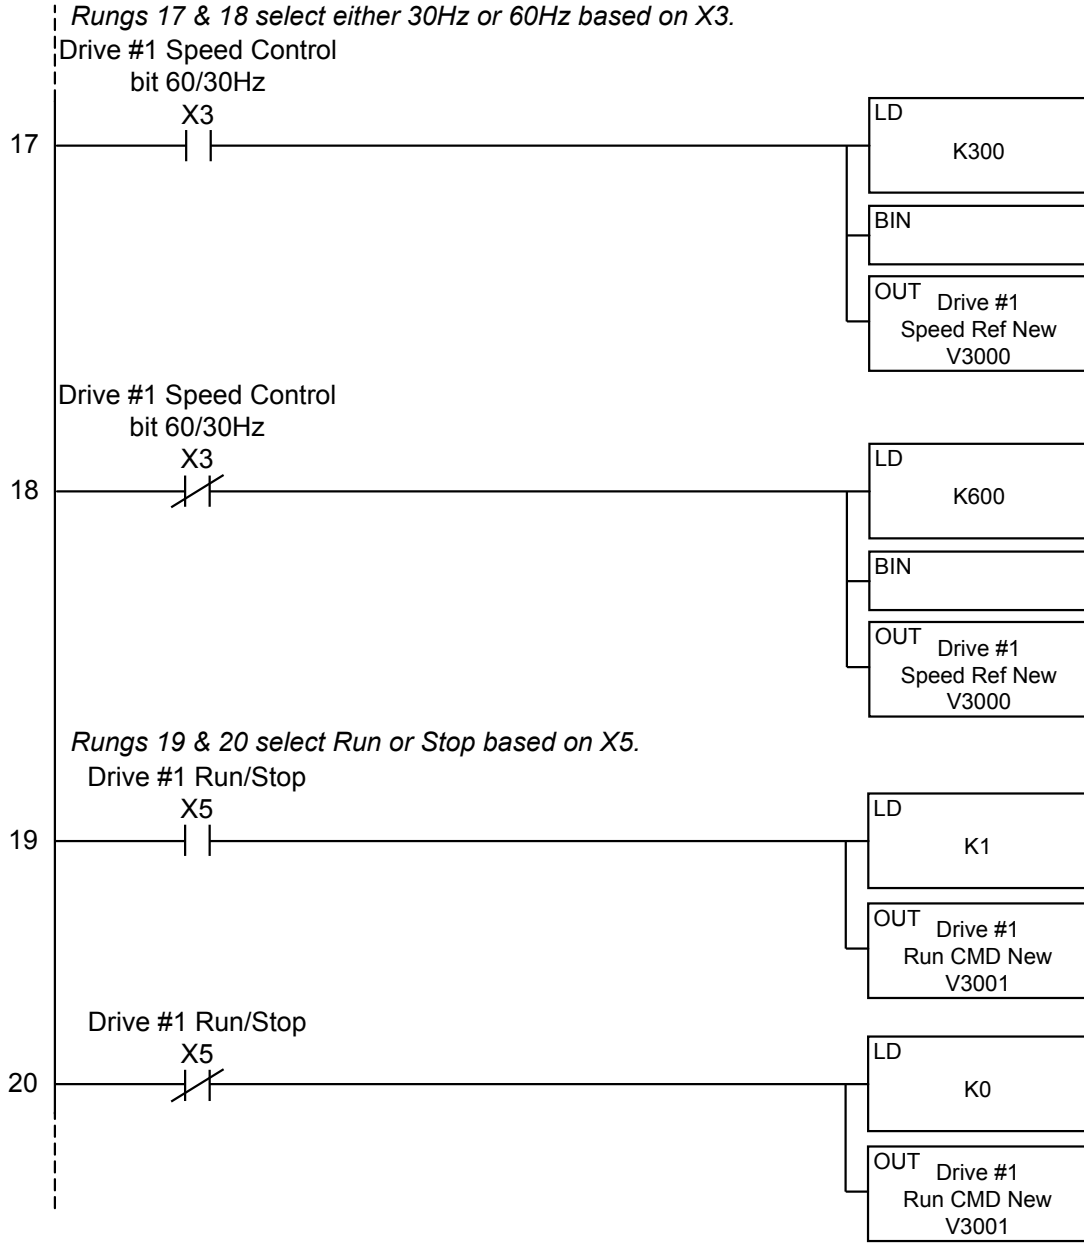 Rungs 17 & 18 select either 30Hz or 60Hz based on X3.
Drive #1 Speed Control
bit 60/30Hz
X3
17
LD
K300
BIN
OUT
Drive #1
Speed Ref New
V3000
Drive #1 Speed Control
bit 60/30Hz
X3
18
LD
K600
BIN
OUT
Drive #1
Speed Ref New
V3000
Rungs 19 & 20 select Run or Stop based on X5.
Drive #1 Run/Stop
X5
19
LD
K1
OUT
Drive #1
Run CMD New
V3001
Drive #1 Run/Stop
X5
20
LD
K0
OUT
Drive #1
Run CMD New
V3001